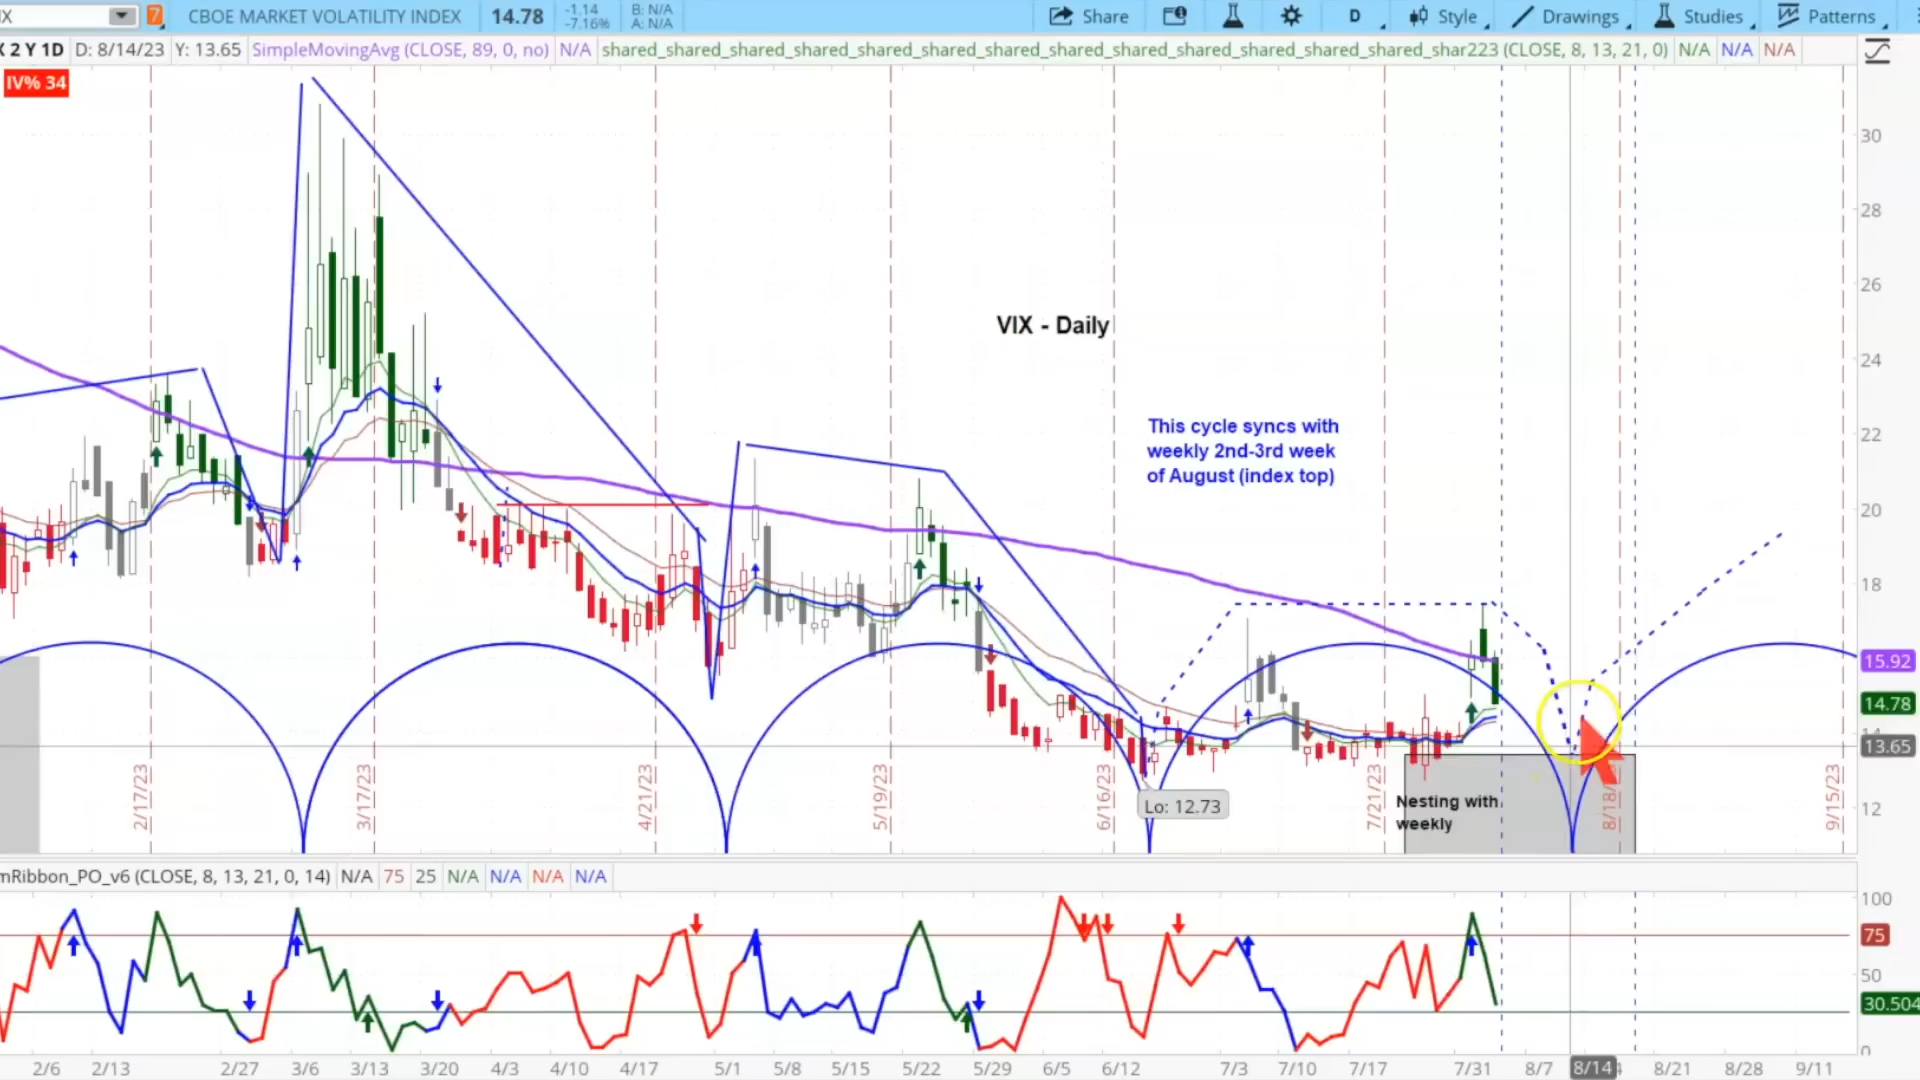 X
7
CBOE MARKET VOLATILITY INDEX
14.78
-1.14
-7.16%
B: N/A
A: N/A
Share
D
Style
Drawings
Studies
Patterns
X 2 Y 1D
D: 8/14/23
Y: 13.65
SimpleMovingAvg (CLOSE, 89, 0, no)
N/A
shared_shared_shared_shared_shared_shared_shared_shared_shared_shared_shared_shared_shared_shar223 (CLOSE, 8, 13, 21, 0)
N/A
N/A
N/A
IV% 34
30
28
26
24
22
20
18
15.92
14.78
14
13.65
12
VIX - Daily
This cycle syncs with
weekly 2nd-3rd week
of August (index top)
Lo: 12.73
Nesting with
weekly
2/17/23
3/17/23
4/21/23
5/19/23
6/16/23
7/21/23
8/18/23
9/15/23
mRibbon_PO_v6 (CLOSE, 8, 13, 21, 0, 14)
N/A
75
25
N/A
N/A
N/A
N/A
100
75
50
30.504
0
2/6
2/13
2/27
3/6
3/13
3/20
4/3
4/10
4/17
5/1
5/8
5/15
5/22
5/29
6/5
6/12
7/3
7/10
7/17
7/31
8/7
8/14
8/21
8/28
9/11